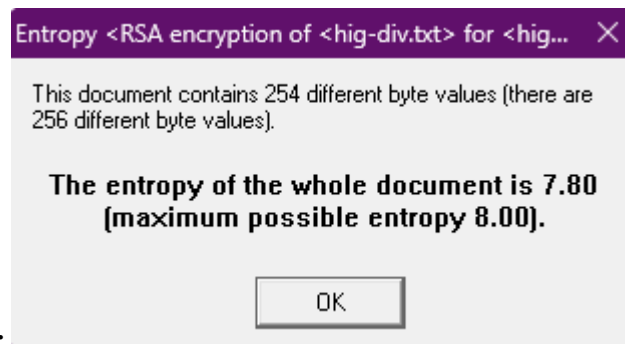 Entropy <RSA encryption of <hig-div.txt> for <hig...
This document contains 254 different byte values (there are
256 different byte values).
The entropy of the whole document is 7.80
(maximum possible entropy 8.00).
OK